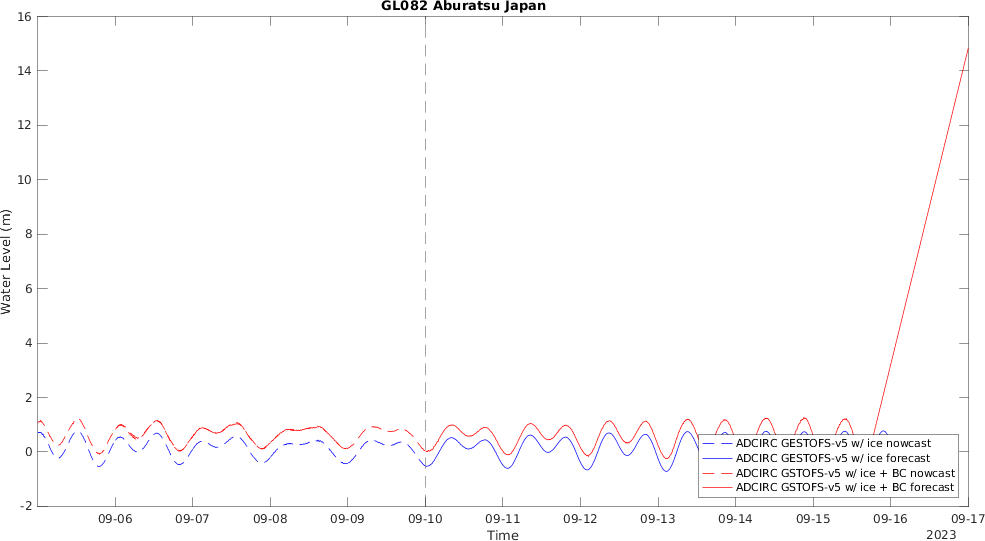 GL082 Aburatsu Japan
16
14
12
10
8
6
4
2
0
-2
Water Level (m)
ADCIRC GESTOFS-v5 w/ ice nowcast
ADCIRC GESTOFS-v5 w/ ice forecast
ADCIRC GSTOFS-v5 w/ ice + BC nowcast
ADCIRC GSTOFS-v5 w/ ice + BC forecast
09-06 09-07 09-08 09-09 09-10 09-11 09-12 09-13 09-14 09-15 09-16 09-17
Time
2023